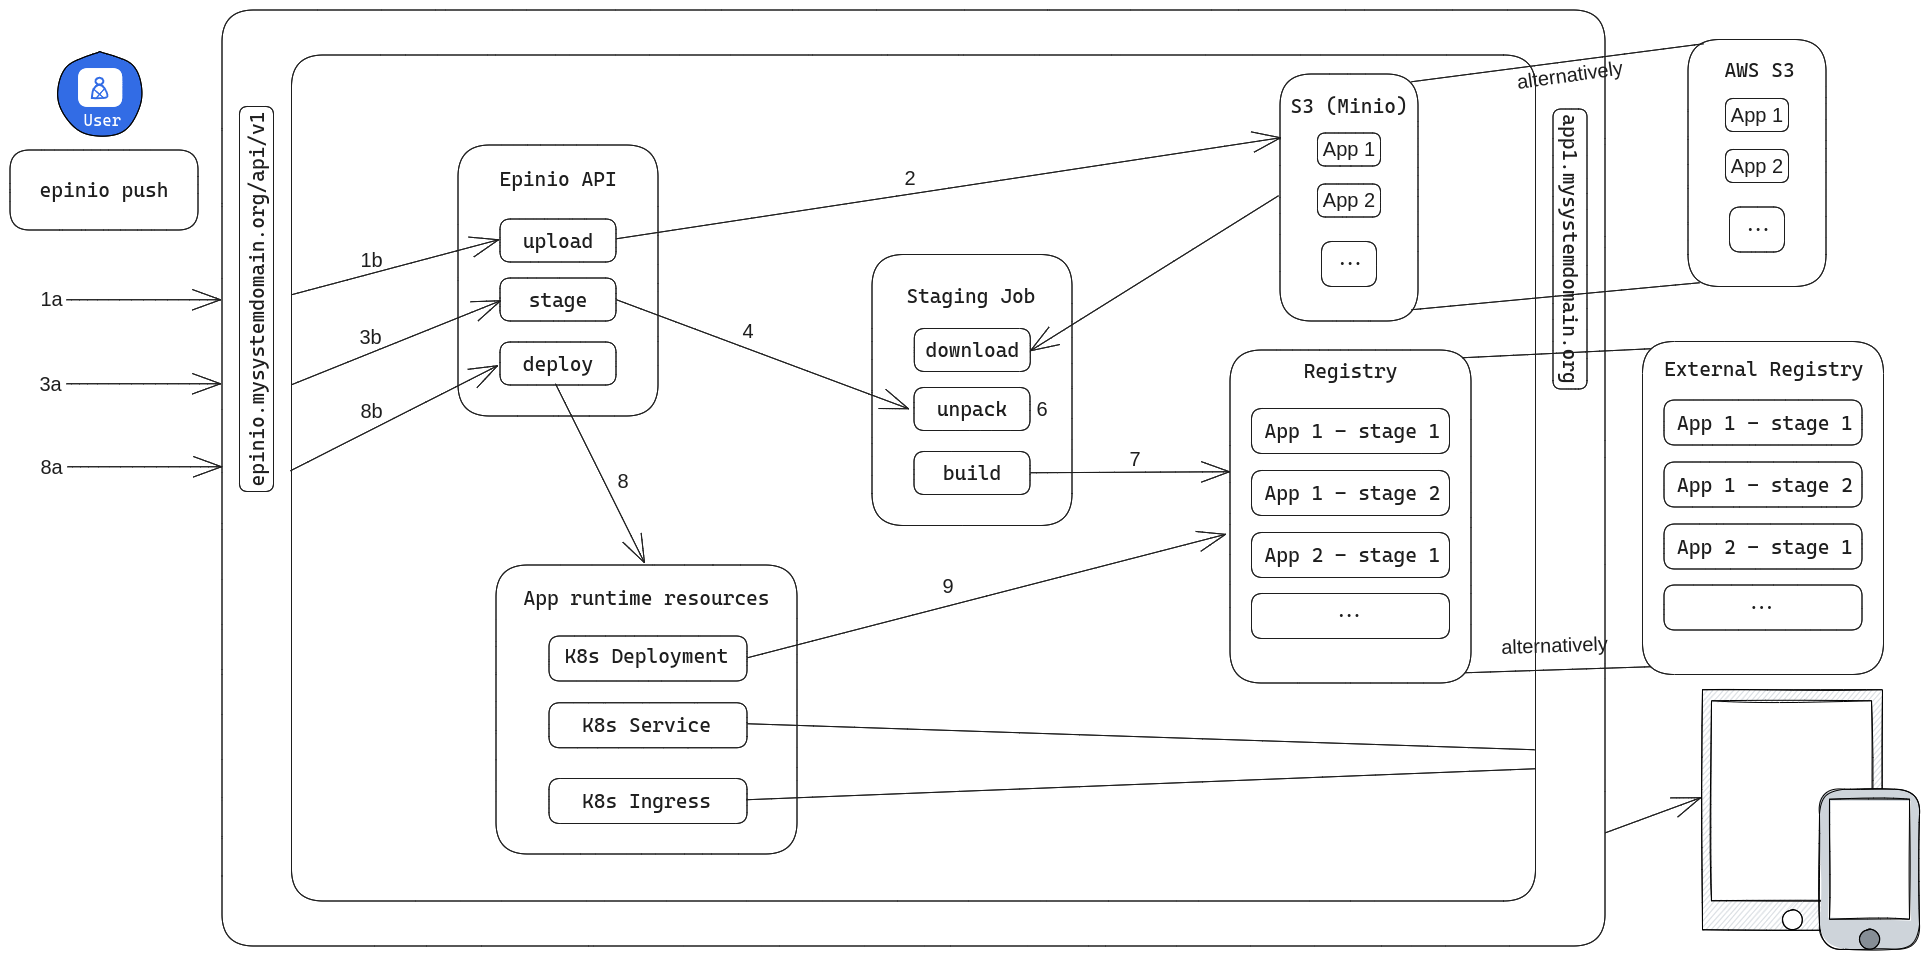 User
epinio push
1a
3a
8a
epinio.mysystemdomain.org/api/v1
1b
3b
8b
Epinio API
upload
stage
deploy
2
4
8
Staging Job
download
unpack
6
build
7
9
App runtime resources
K8s Deployment
K8s Service
K8s Ingress
S3 (Minio)
App 1
App 2
...
Registry
App 1 - stage 1
App 1 - stage 2
App 2 - stage 1
...
alternatively
app1.mysystemdomain.org
alternatively
AWS S3
App 1
App 2
...
External Registry
App 1 - stage 1
App 1 - stage 2
App 2 - stage 1
...